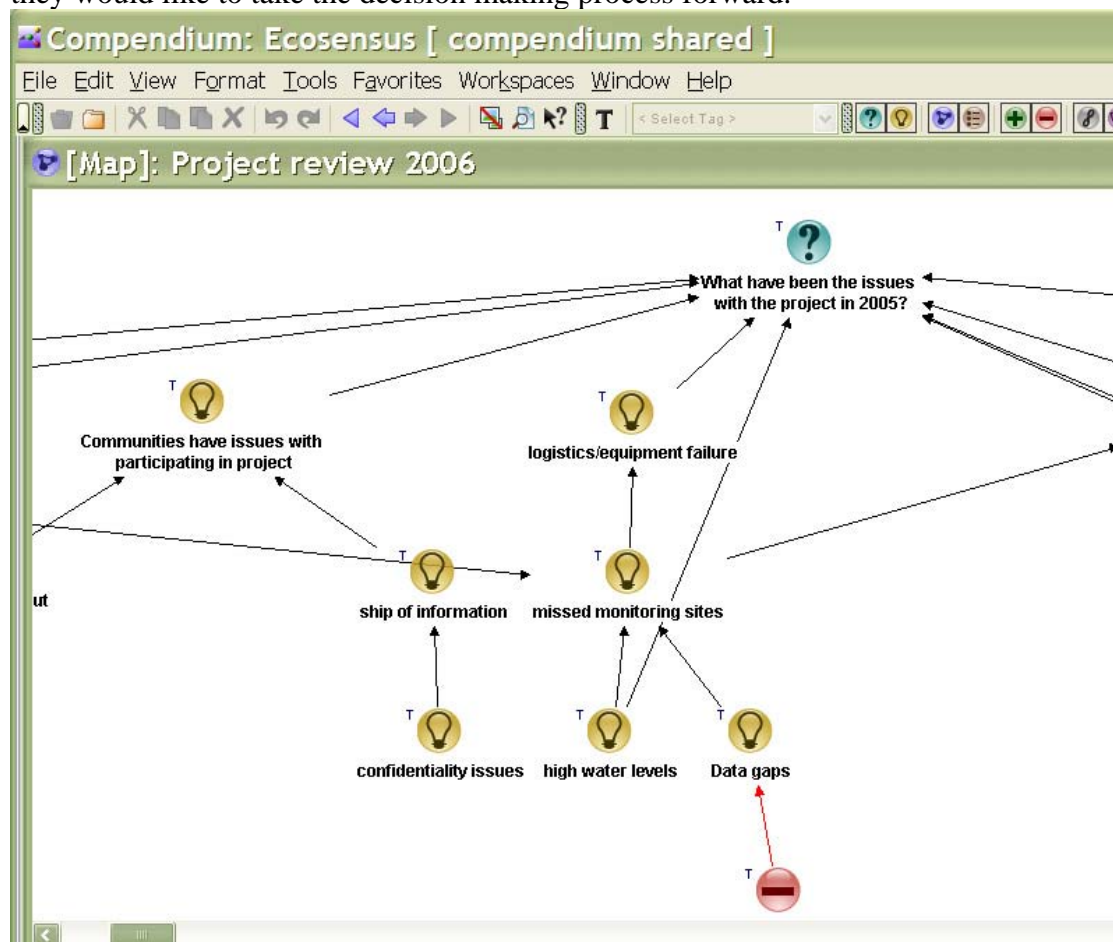 they would like to take the decision making process forward.
Compendium: Ecosensus [ compendium shared ]
File Edit View Format Tools Favorites Workspaces Window Help
T < Select Tag >
[Map]: Project review 2006
T
What have been the issues
with the project in 2005?
T
Communities have issues with
participating in project
T
logistics/equipment failure
T
ship of information
T
missed monitoring sites
ut
T
confidentiality issues
T
high water levels
T
Data gaps
T